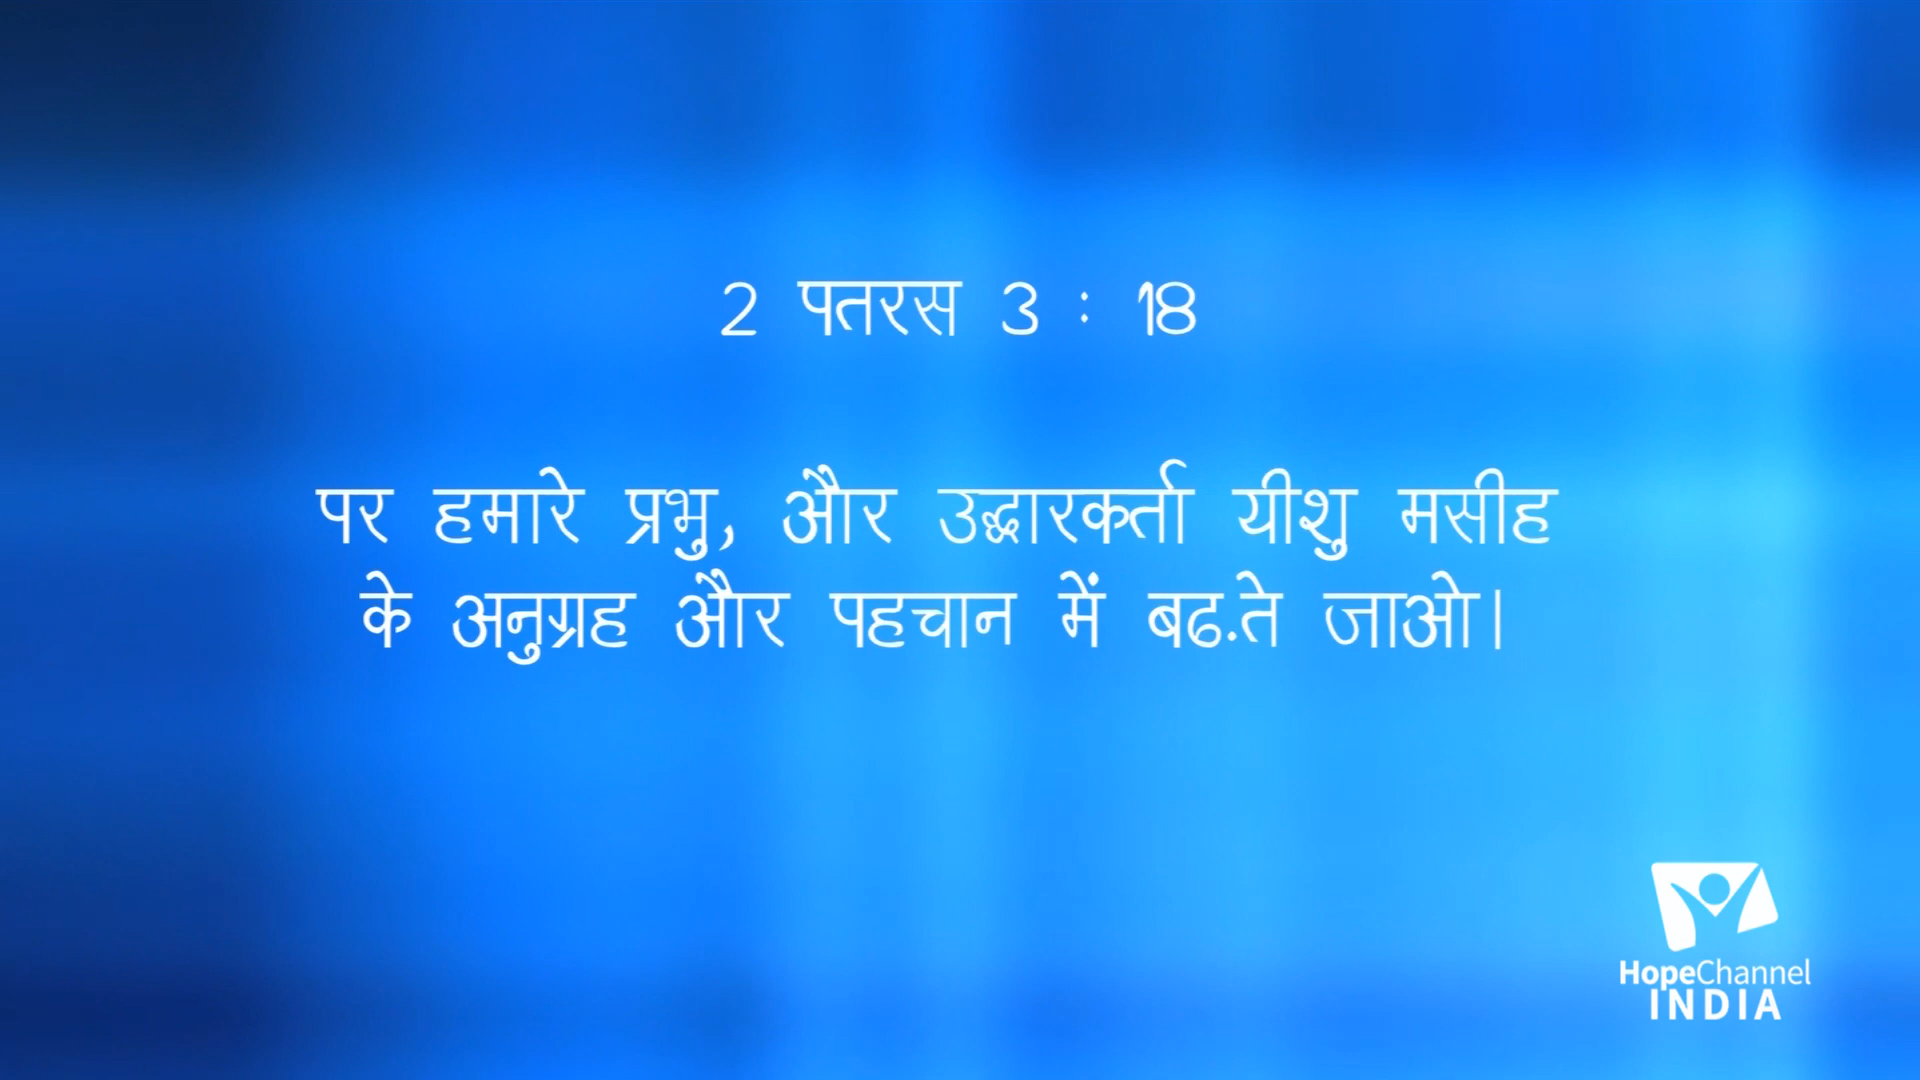 2 पतरस 3 : 18
पर हमारे प्रभु, और उद्धारकर्ता यीशु मसीह
के अनुग्रह और पहचान में बढ.ते जाओ।
HopeChannel
INDIA